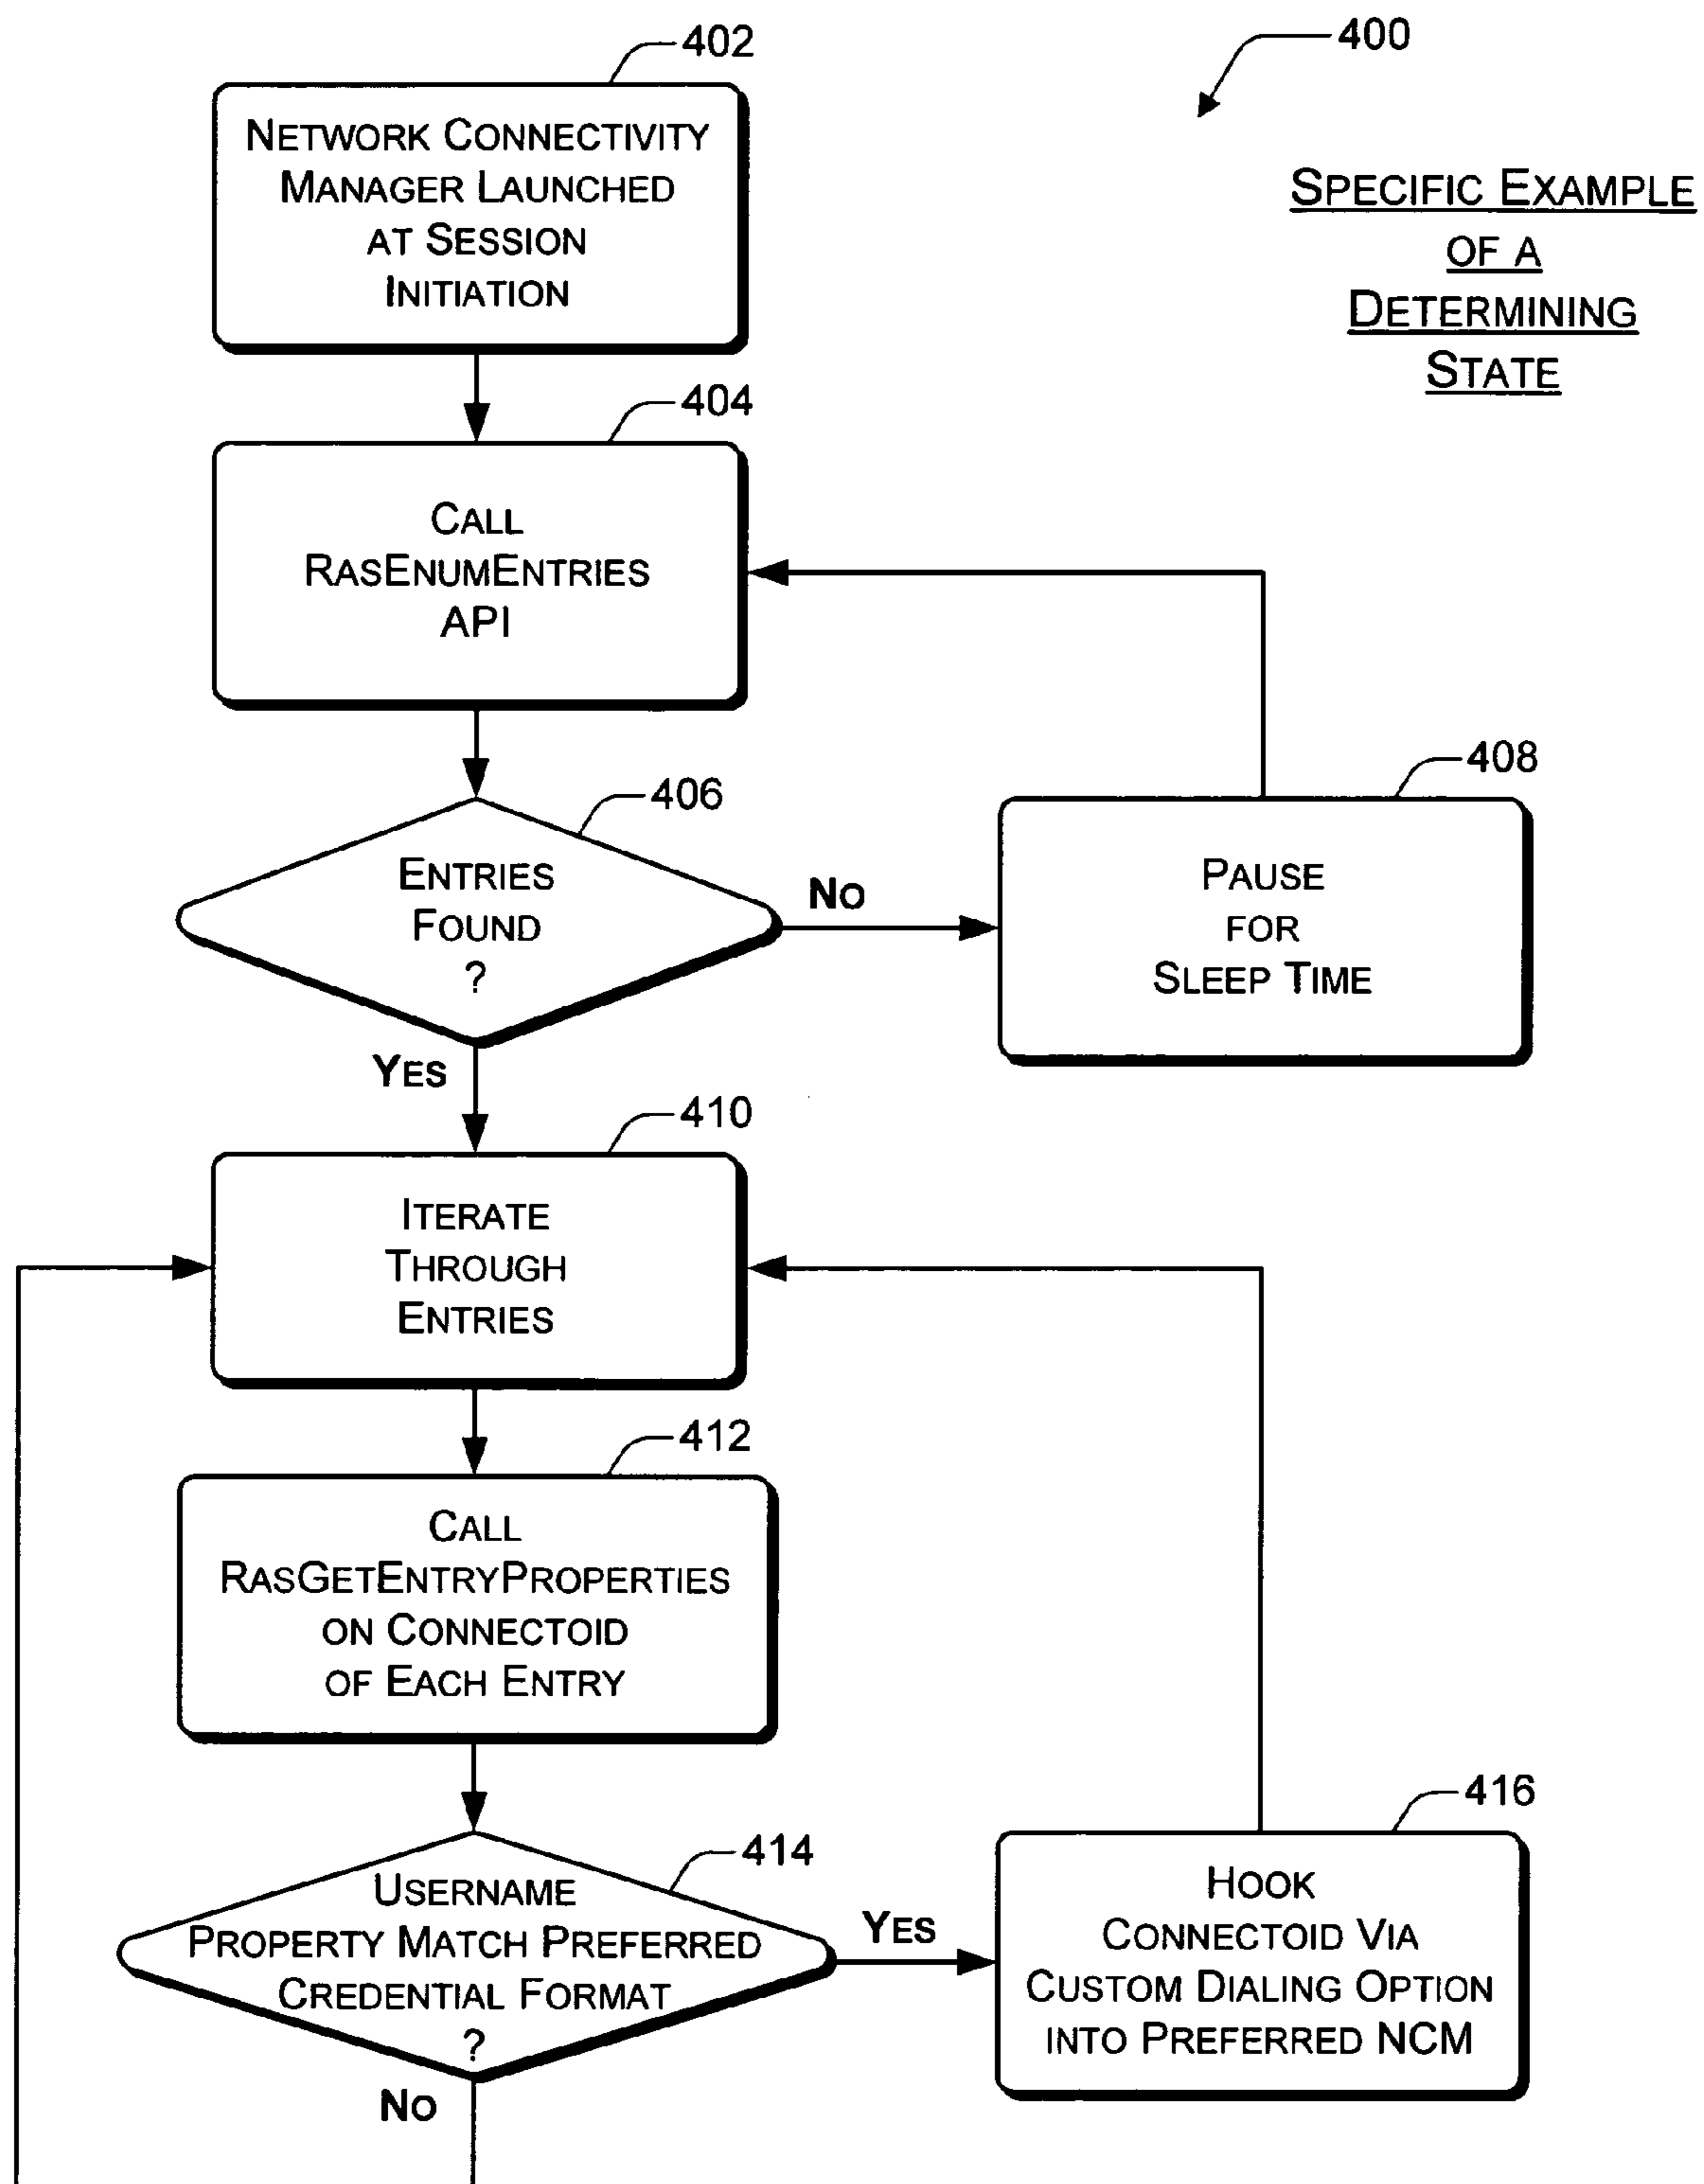 402
400
NETWORK CONNECTIVITY
MANAGER LAUNCHED
AT SESSION
INITIATION
SPECIFIC EXAMPLE
OF A
DETERMINING
STATE
404
CALL
RASENUMENTRIES
API
406
ENTRIES
FOUND
?
NO
408
PAUSE
FOR
SLEEP TIME
YES
410
ITERATE
THROUGH
ENTRIES
412
CALL
RASGETENTRYPROPERTIES
ON CONNECTOID
OF EACH ENTRY
414
USERNAME
PROPERTY MATCH PREFERRED
CREDENTIAL FORMAT
?
YES
416
HOOK
CONNECTOID VIA
CUSTOM DIALING OPTION
INTO PREFERRED NCM
NO